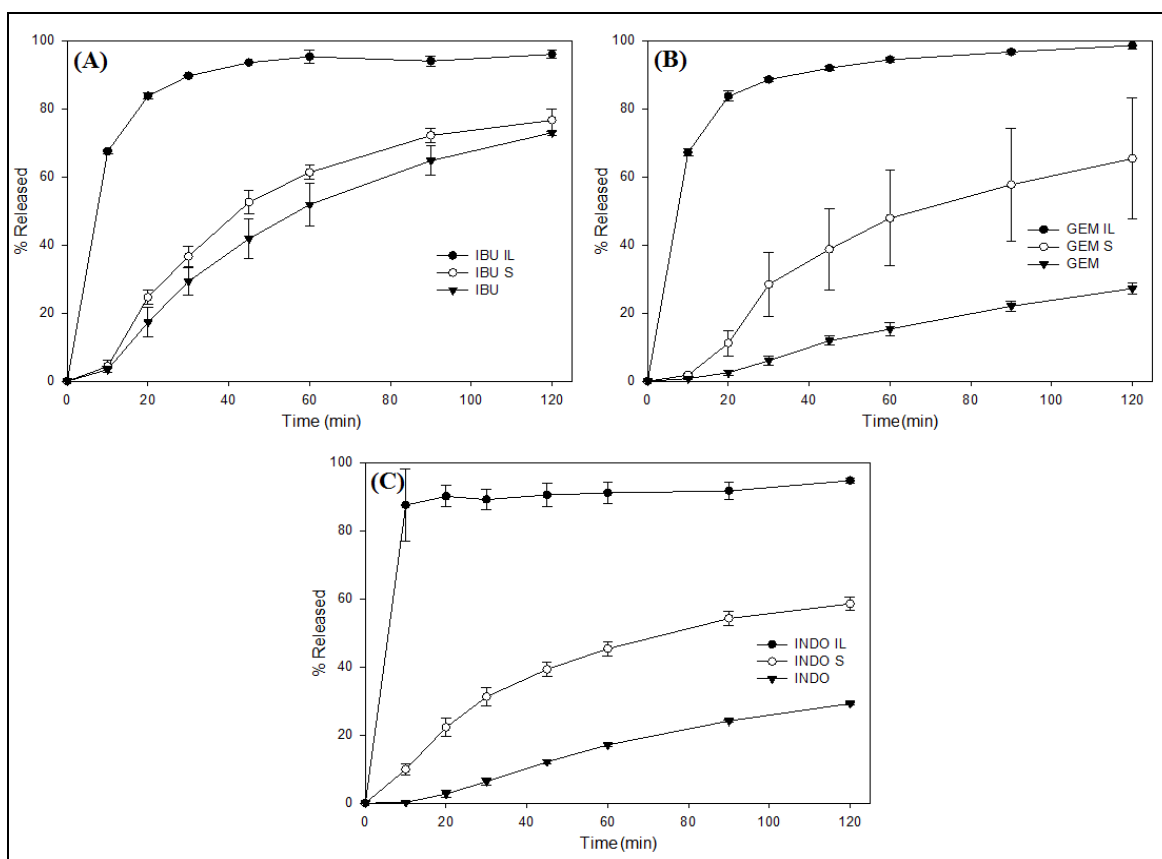 (A)
100
80
60
40
20
0
% Released
IBU IL
IBU S
IBU
0 20 40 60 80 100 120
Time (min)
(B)
100
80
60
40
20
0
% Released
GEM IL
GEM S
GEM
0 20 40 60 80 100 120
Time (min)
(C)
100
80
60
40
20
0
% Released
INDO IL
INDO S
INDO
0 20 40 60 80 100 120
Time (min)